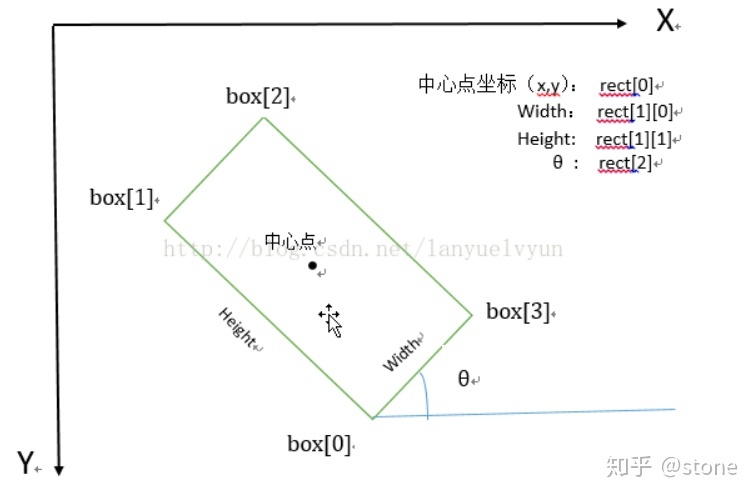 X
中心点坐标（x,y）： rect[0]
box[2]
Width： rect[1][0]
Height: rect[1][1]
θ ： rect[2]
box[1]
中心点
http://blog.csdn.net/lanyuelvyun
box[3]
Height
Width
θ
box[0]
Y
知乎 @stone